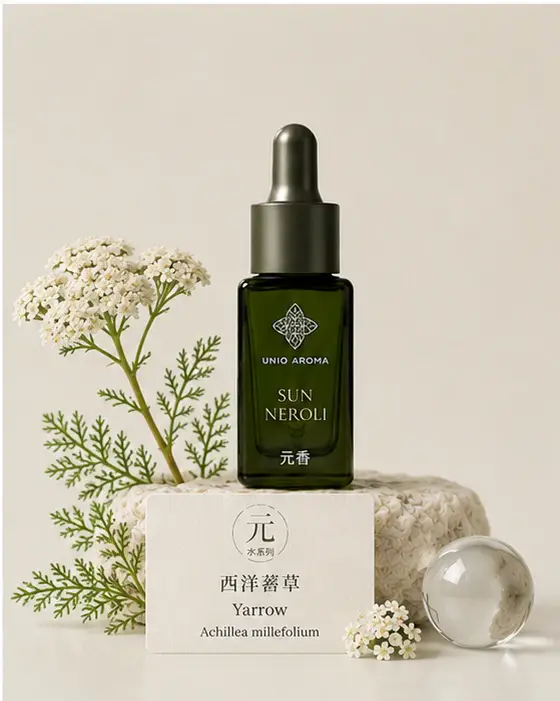 UNIO AROMA
SUN
NEROLI
元香
元
水系列
西洋蓍草
Yarrow
Achillea millefolium